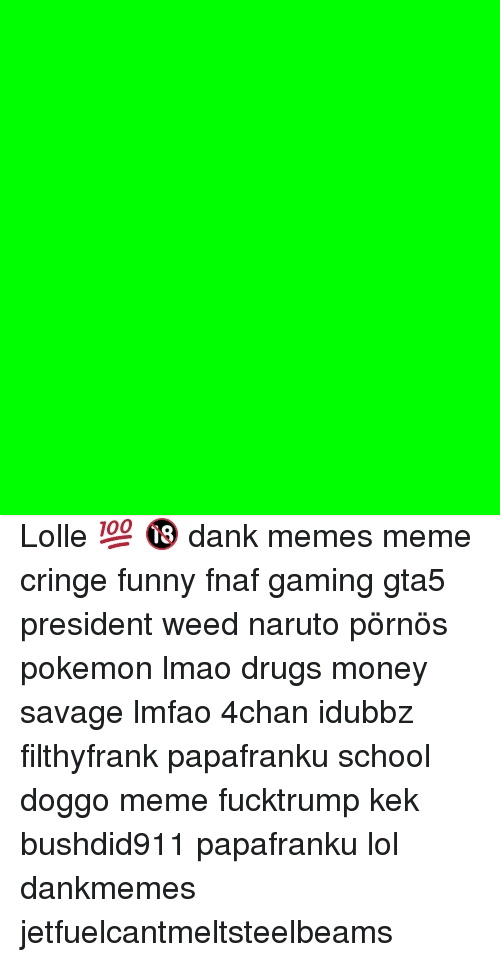 Lolle 💯 🔞 dank memes meme
cringe funny fnaf gaming gta5
president weed naruto pörnös
pokemon lmao drugs money
savage lmfao 4chan idubbz
filthyfrank papafranku school
doggo meme fucktrump kek
bushdid911 papafranku lol
dankmemes
jetfuelcantmeltsteelbeams